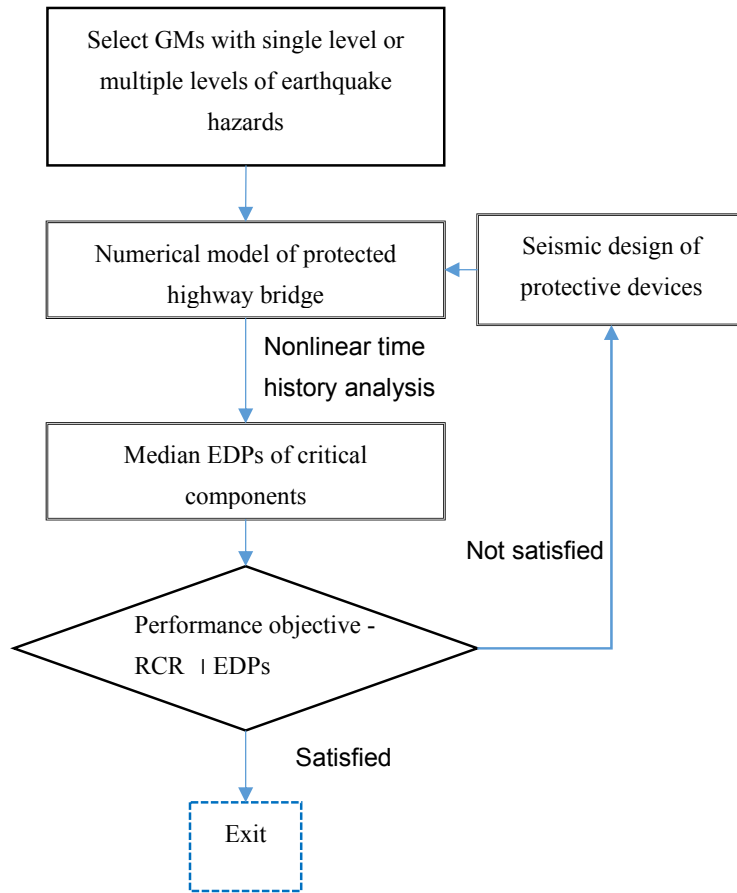 Select GMs with single level or
multiple levels of earthquake
hazards
Numerical model of protected
highway bridge
Seismic design of
protective devices
Nonlinear time
history analysis
Median EDPs of critical
components
Not satisfied
Performance objective -
RCR | EDPs
Satisfied
Exit